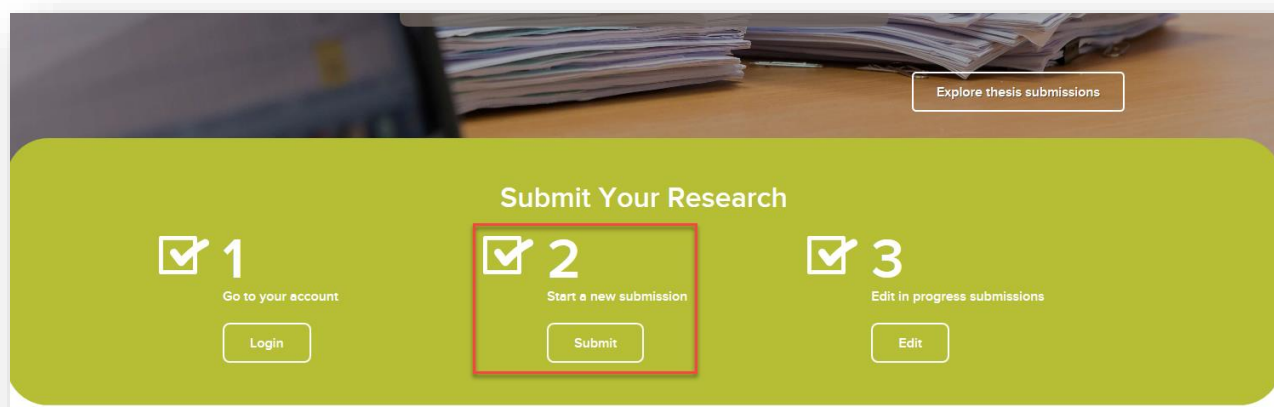 Explore thesis submissions
Submit Your Research
1
Go to your account
Login
2
Start a new submission
Submit
3
Edit in progress submissions
Edit